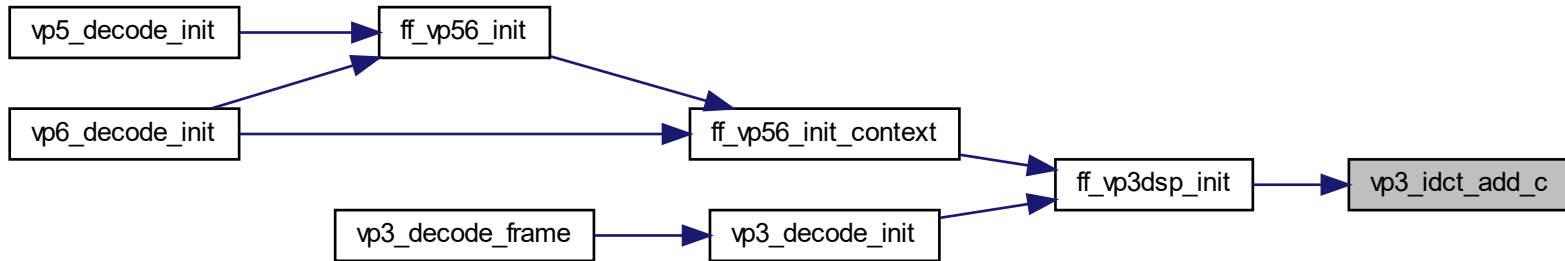 vp5_decode_init
ff_vp56_init
vp6_decode_init
ff_vp56_init_context
ff_vp3dsp_init
vp3_idct_add_c
vp3_decode_frame
vp3_decode_init